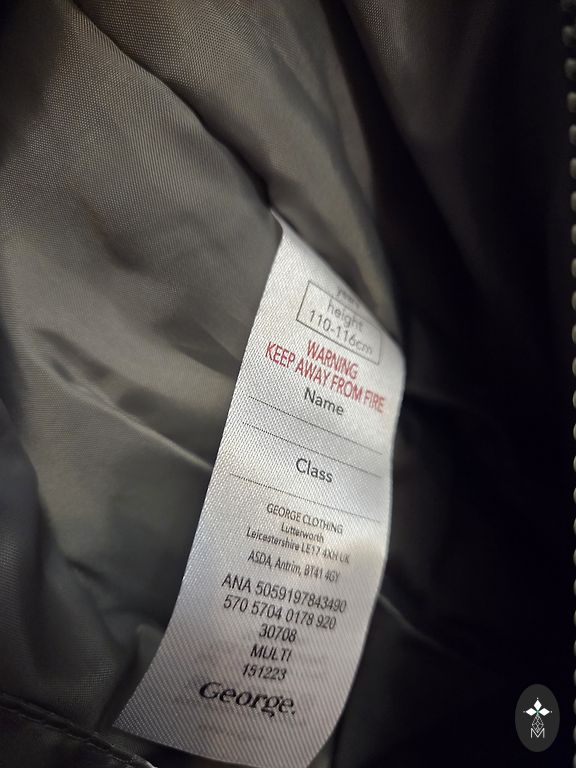 height
110-116cm
WARNING
KEEP AWAY FROM FIRE
Name
Class
GEORGE CLOTHING
Lutterworth
Leicestershire LE17 4XH UK
ASDA, Antrim, BT41 4GY
ANA 5059197843490
570 5704 0178 920
30708
MULTI
151223
George.
M